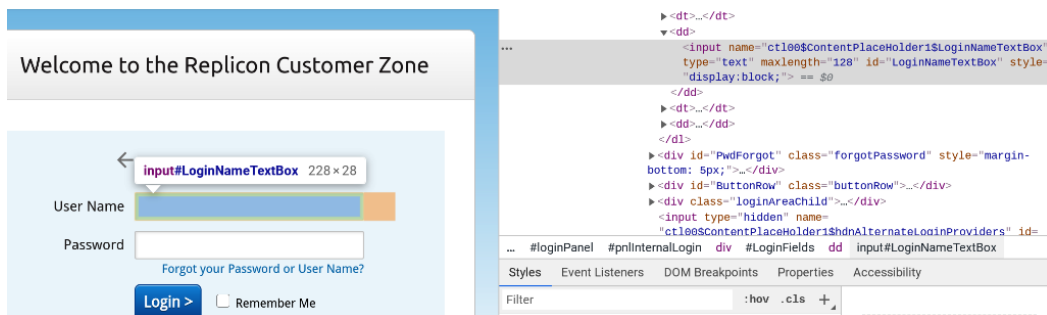 Welcome to the Replicon Customer Zone
input#LoginNameTextBox 228 × 28
User Name
Password
Forgot your Password or User Name?
Login >
Remember Me
<dt>…</dt>
<dd>
... <input name="ctl00$ContentPlaceHolder1$LoginNameTextBox"
type="text" maxlength="128" id="LoginNameTextBox" style=
"display:block;"> == $0
</dd>
<dt>…</dt>
<dd>…</dd>
</dl>
<div id="PwdForgot" class="forgotPassword" style="margin-
bottom: 5px;">…</div>
<div id="ButtonRow" class="buttonRow">…</div>
<div class="loginAreaChild">…</div>
<input type="hidden" name=
"ctl00$ContentPlaceHolder1$hdnAlternateLoginProviders" id=
... #loginPanel #pnlInternalLogin div #LoginFields dd input#LoginNameTextBox
Styles Event Listeners DOM Breakpoints Properties Accessibility
Filter :hov .cls +